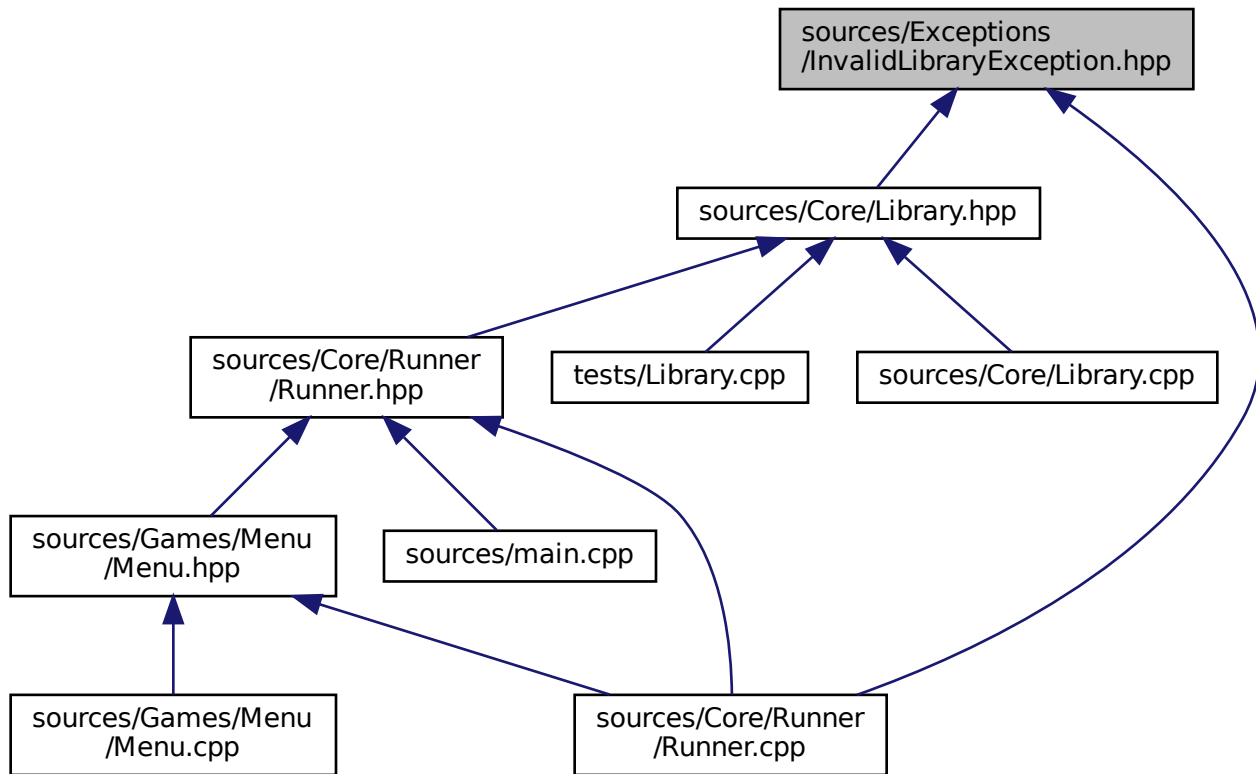 sources/Exceptions
/InvalidLibraryException.hpp
sources/Core/Library.hpp
sources/Core/Runner
/Runner.hpp
tests/Library.cpp
sources/Core/Library.cpp
sources/Games/Menu
/Menu.hpp
sources/main.cpp
sources/Games/Menu
/Menu.cpp
sources/Core/Runner
/Runner.cpp